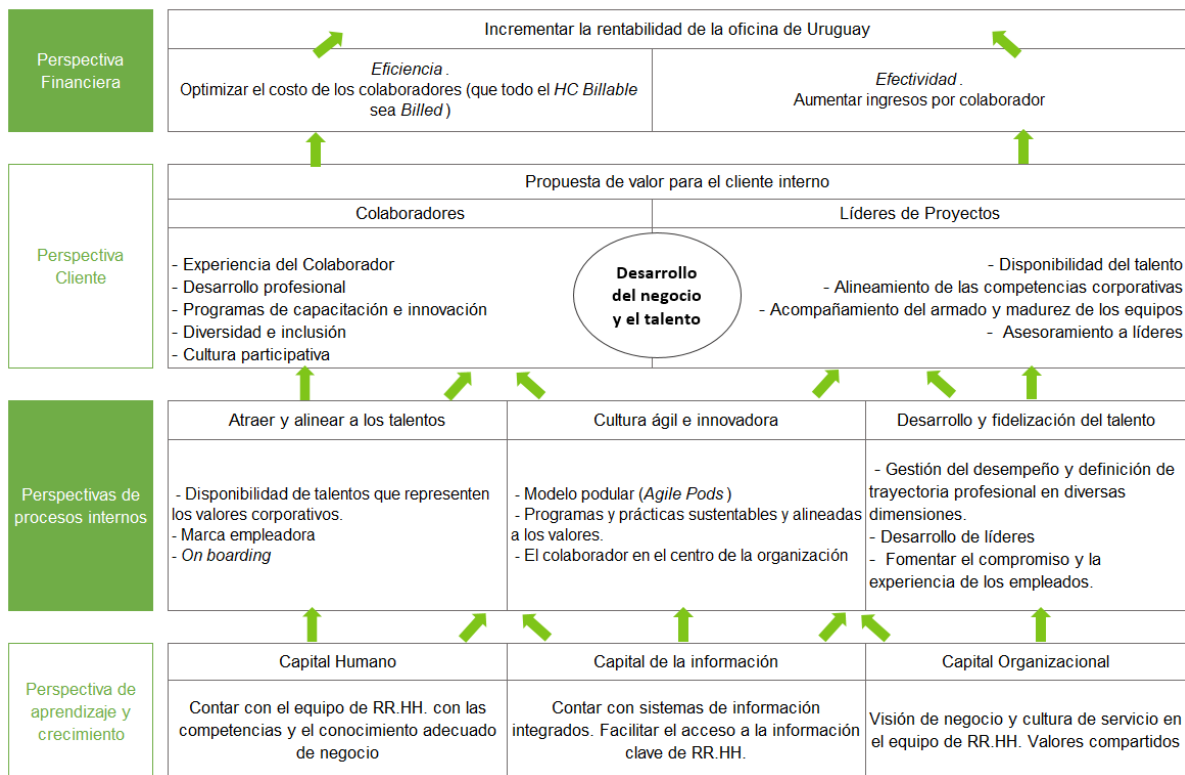 Perspectiva
Financiera
Incrementar la rentabilidad de la oficina de Uruguay
Eficiencia .
Optimizar el costo de los colaboradores (que todo el HC Billable
sea Billed )
Efectividad .
Aumentar ingresos por colaborador
Perspectiva
Cliente
Propuesta de valor para el cliente interno
Colaboradores
- Experiencia del Colaborador
- Desarrollo profesional
- Programas de capacitación e innovación
- Diversidad e inclusión
- Cultura participativa
Desarrollo
del negocio
y el talento
Líderes de Proyectos
- Disponibilidad del talento
- Alineamiento de las competencias corporativas
- Acompañamiento del armado y madurez de los equipos
- Asesoramiento a líderes
Perspectivas de
procesos internos
Atraer y alinear a los talentos
- Disponibilidad de talentos que representen
los valores corporativos.
- Marca empleadora
- On boarding
Cultura ágil e innovadora
- Modelo podular (Agile Pods )
- Programas y prácticas sustentables y alineadas
a los valores.
- El colaborador en el centro de la organización
Desarrollo y fidelización del talento
- Gestión del desempeño y definición de
trayectoria profesional en diversas
dimensiones.
- Desarrollo de líderes
- Fomentar el compromiso y la
experiencia de los empleados.
Perspectiva de
aprendizaje y
crecimiento
Capital Humano
Contar con el equipo de RR.HH. con las
competencias y el conocimiento adecuado
de negocio
Capital de la información
Contar con sistemas de información
integrados. Facilitar el acceso a la información
clave de RR.HH.
Capital Organizacional
Visión de negocio y cultura de servicio en
el equipo de RR.HH. Valores compartidos